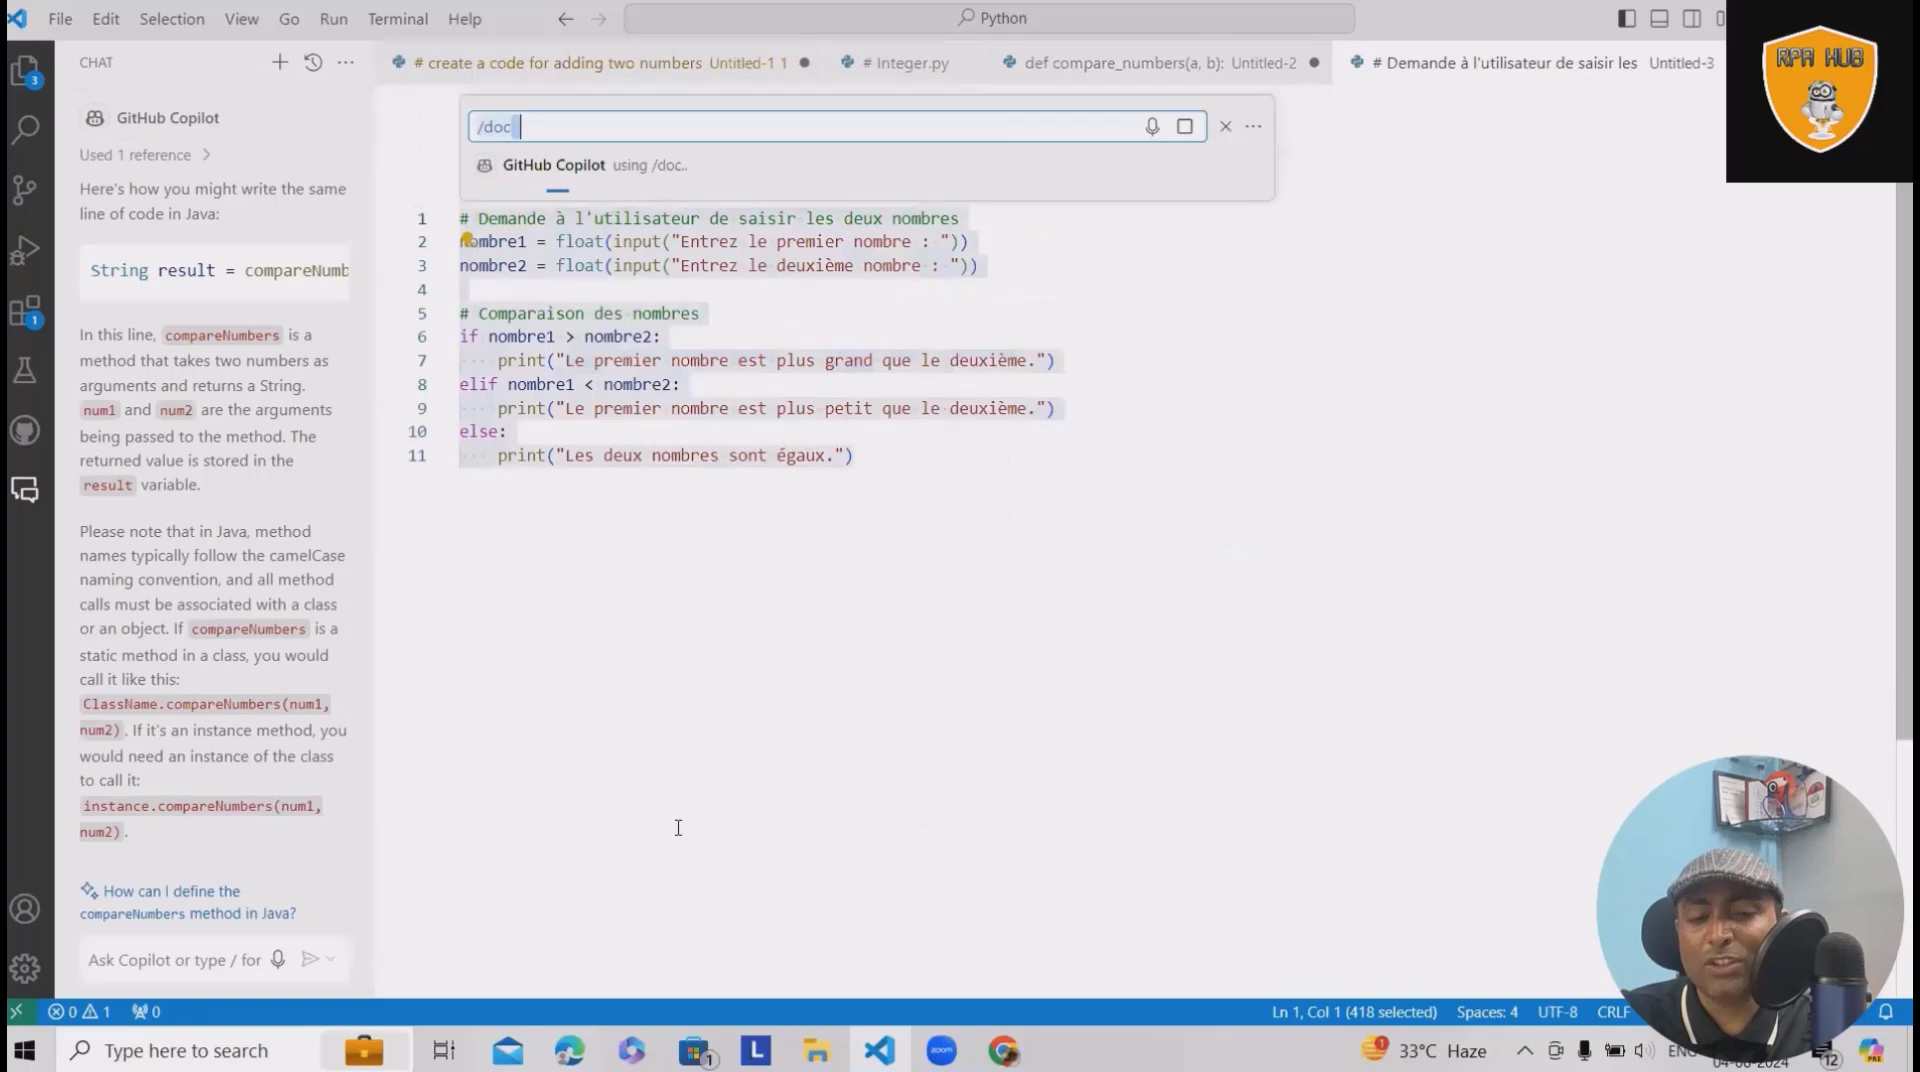 File Edit Selection View Go Run Terminal Help
Python
RPA HUB
CHAT
# create a code for adding two numbers Untitled-1 1
# Integer.py
def compare_numbers(a, b): Untitled-2
# Demande à l'utilisateur de saisir les Untitled-3
3
1
GitHub Copilot
Used 1 reference
Here's how you might write the same
line of code in Java:
String result = compareNumb
In this line, compareNumbers is a
method that takes two numbers as
arguments and returns a String.
num1 and num2 are the arguments
being passed to the method. The
returned value is stored in the
result variable.
Please note that in Java, method
names typically follow the camelCase
naming convention, and all method
calls must be associated with a class
or an object. If compareNumbers is a
static method in a class, you would
call it like this:
ClassName.compareNumbers(num1,
num2) . If it's an instance method, you
would need an instance of the class
to call it:
instance.compareNumbers(num1,
num2) .
How can I define the
compareNumbers method in Java?
Ask Copilot or type / for
/doc
GitHub Copilot using /doc..
1 # Demande à l'utilisateur de saisir les deux nombres
2 nombre1 = float(input("Entrez le premier nombre : "))
3 nombre2 = float(input("Entrez le deuxième nombre : "))
4
5 # Comparaison des nombres
6 if nombre1 > nombre2:
7 print("Le premier nombre est plus grand que le deuxième.")
8 elif nombre1 < nombre2:
9 print("Le premier nombre est plus petit que le deuxième.")
10 else:
11 print("Les deux nombres sont égaux.")
0 1 0
Ln 1, Col 1 (418 selected) Spaces: 4 UTF-8 CRLF
Type here to search
1
L
zoom
1
33°C Haze
ENG
04-06-2024
12
PRE